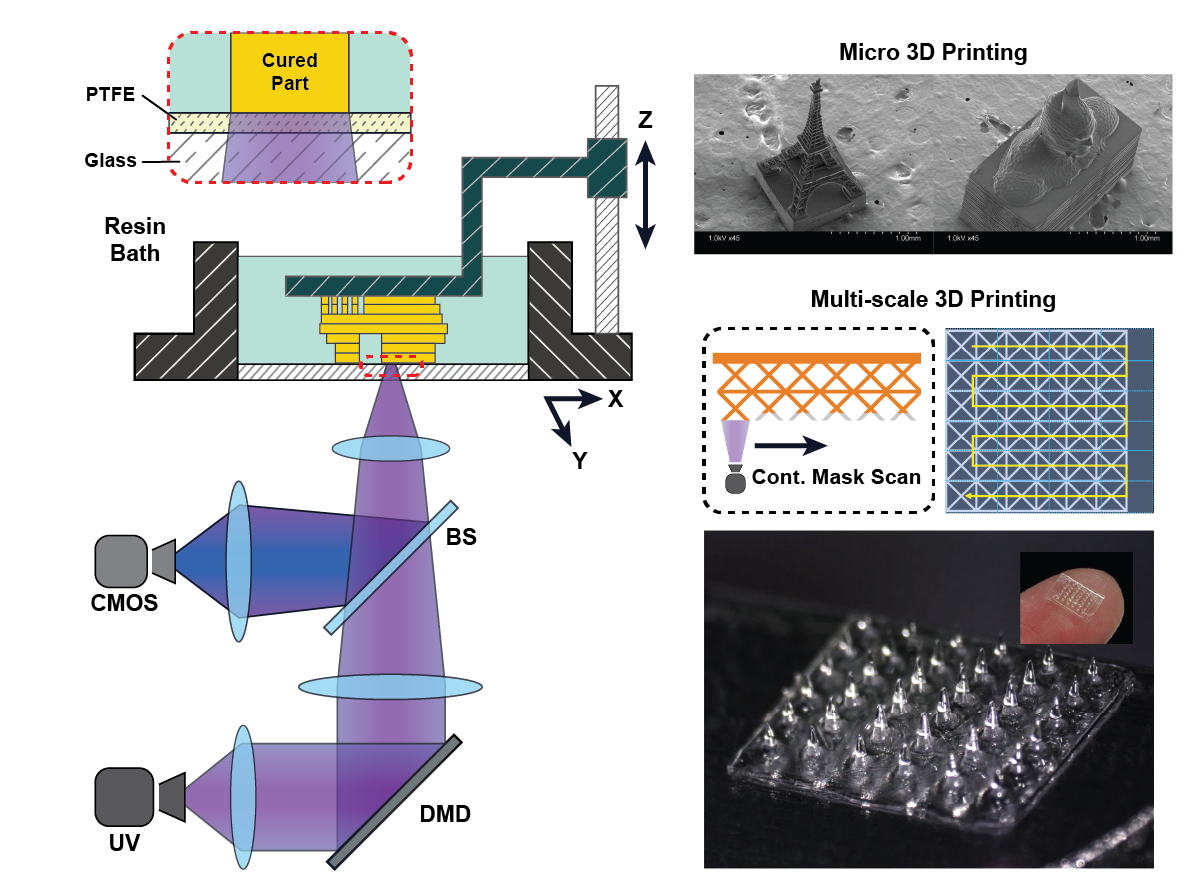 Cured
Part
PTFE
Glass
Resin
Bath
Z
X
Y
BS
CMOS
DMD
UV
Micro 3D Printing
1.0kV x45
1.00mm
1.0kV x45
1.00mm
Multi-scale 3D Printing
Cont. Mask Scan